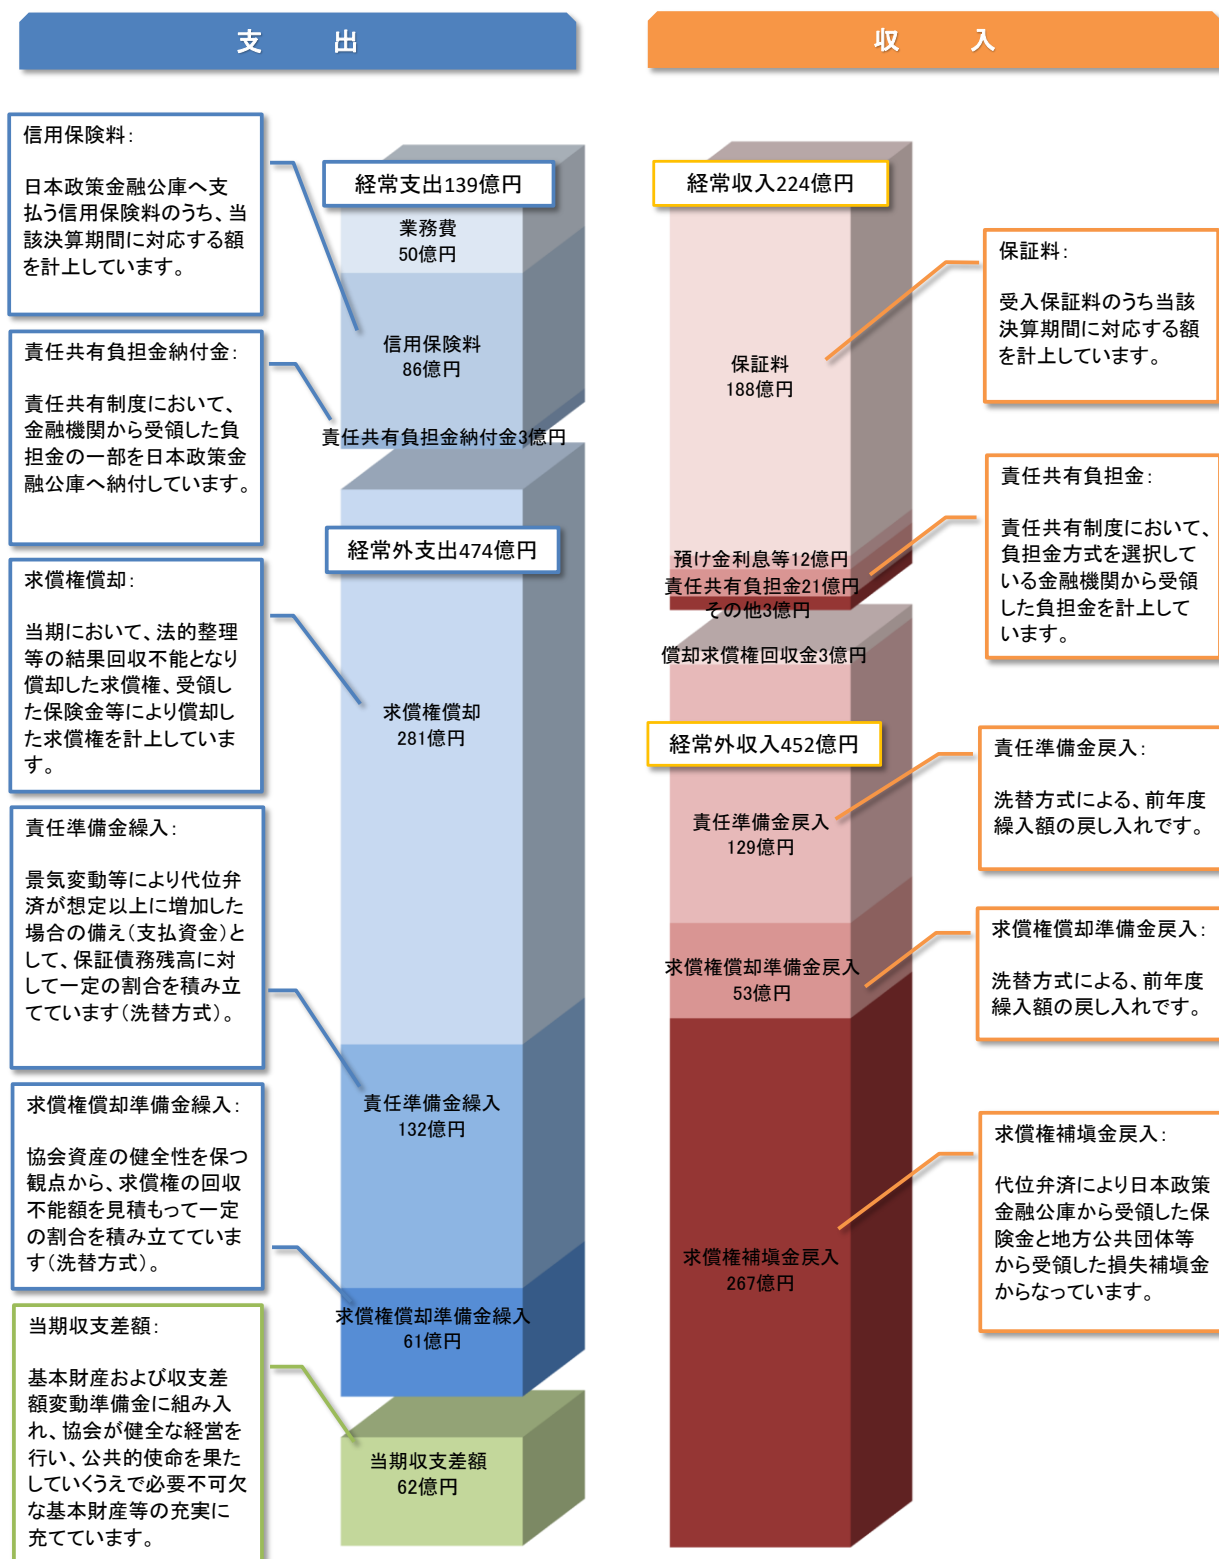 支　出
収　入
信用保険料：
日本政策金融公庫へ支
払う信用保険料のうち、当
該決算期間に対応する額
を計上しています。
責任共有負担金納付金：
責任共有制度において、
金融機関から受領した負
担金の一部を日本政策金
融公庫へ納付しています。
求償権償却：
当期において、法的整理
等の結果回収不能となり
償却した求償権、受領し
た保険金等により償却し
た求償権を計上していま
す。
責任準備金繰入：
景気変動等により代位弁
済が想定以上に増加した
場合の備え（支払資金）と
して、保証債務残高に対
して一定の割合を積み立
てています（洗替方式）。
求償権償却準備金繰入：
協会資産の健全性を保つ
観点から、求償権の回収
不能額を見積もって一定
の割合を積み立てていま
す（洗替方式）。
当期収支差額：
基本財産および収支差
額変動準備金に組み入
れ、協会が健全な経営を
行い、公共的使命を果た
していくうえで必要不可欠
な基本財産等の充実に
充てています。
経常支出139億円
業務費
50億円
信用保険料
86億円
責任共有負担金納付金3億円
経常外支出474億円
求償権償却
281億円
責任準備金繰入
132億円
求償権償却準備金繰入
61億円
当期収支差額
62億円
経常収入224億円
保証料
188億円
預け金利息等12億円
責任共有負担金21億円
その他3億円
償却求償権回収金3億円
経常外収入452億円
責任準備金戻入
129億円
求償権償却準備金戻入
53億円
求償権補塡金戻入
267億円
保証料：
受入保証料のうち当該
決算期間に対応する額
を計上しています。
責任共有負担金：
責任共有制度において、
負担金方式を選択して
いる金融機関から受領
した負担金を計上して
います。
責任準備金戻入：
洗替方式による、前年度
繰入額の戻し入れです。
求償権償却準備金戻入：
洗替方式による、前年度
繰入額の戻し入れです。
求償権補塡金戻入：
代位弁済により日本政策
金融公庫から受領した保
険金と地方公共団体等
から受領した損失補塡金
からなっています。